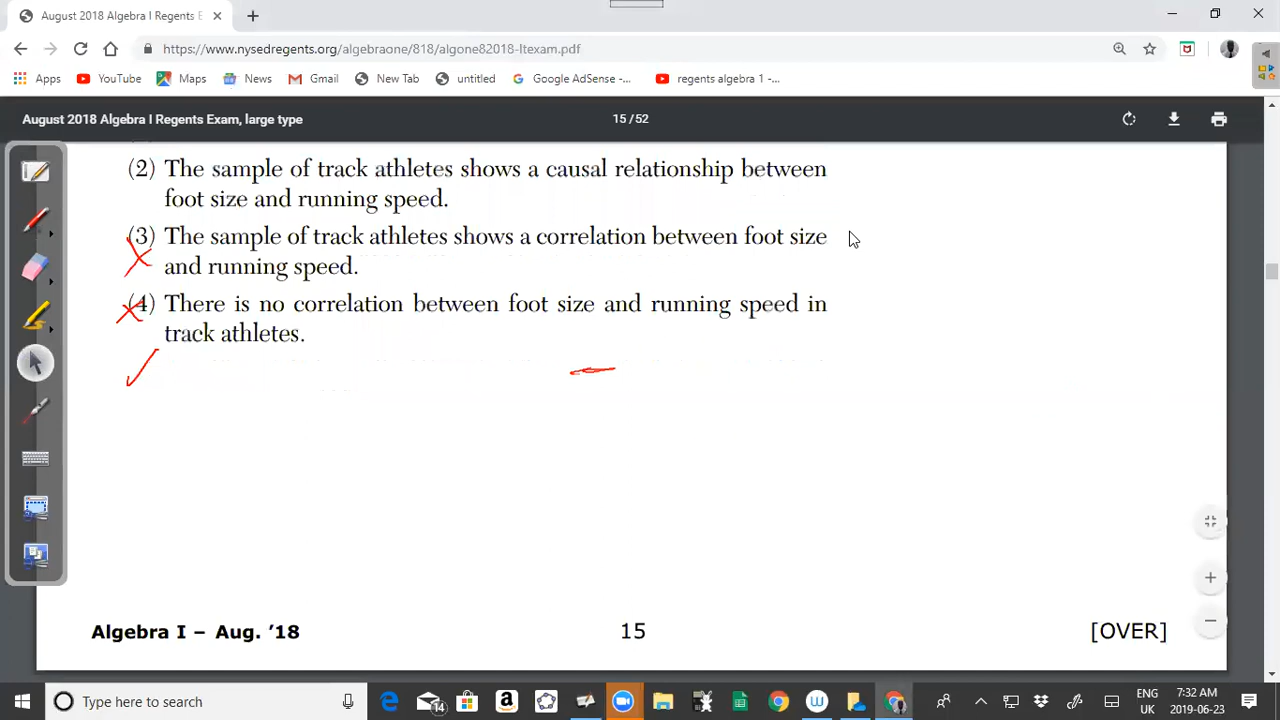 August 2018 Algebra I Regents E
https://www.nysedregents.org/algebraone/818/algone82018-ltexam.pdf
Apps YouTube Maps News Gmail New Tab untitled Google AdSense -... regents algebra 1 -...
August 2018 Algebra I Regents Exam, large type 15 / 52
(2) The sample of track athletes shows a causal relationship between
foot size and running speed.
(3) The sample of track athletes shows a correlation between foot size
and running speed.
(4) There is no correlation between foot size and running speed in
track athletes.
Algebra I – Aug. ’18 15 [OVER]
Type here to search 14 ENG 7:32 AM
UK 2019-06-23